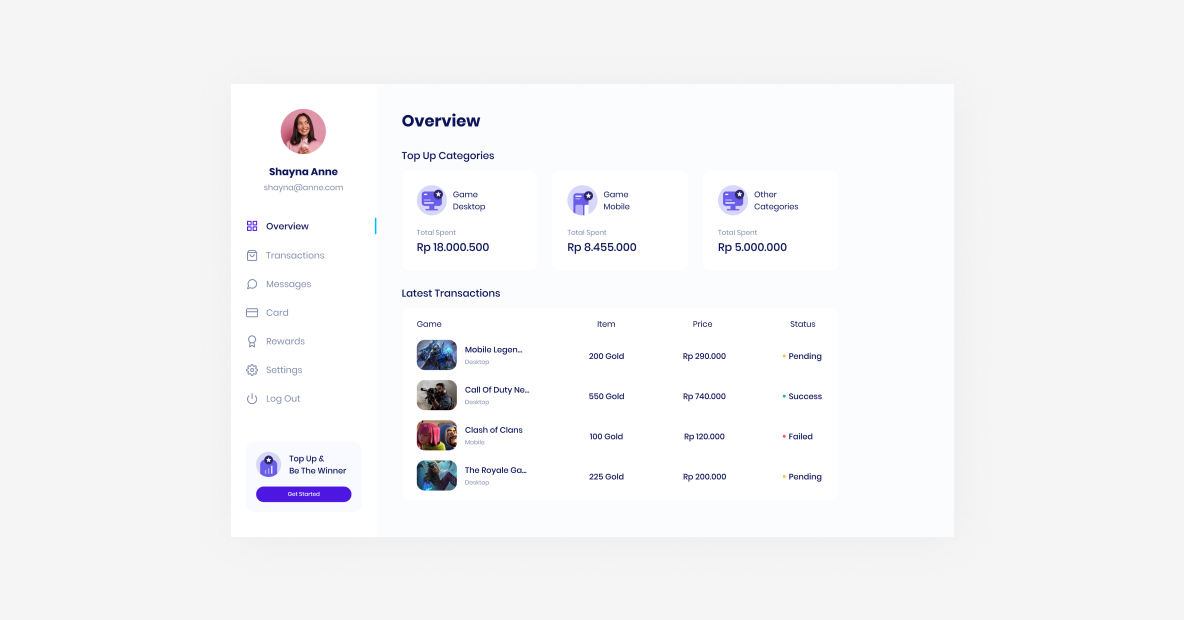 Shayna Anne
shayna@anne.com
Overview
Transactions
Messages
Card
Rewards
Settings
Log Out
Top Up &
Be The Winner
Get Started
Overview
Top Up Categories
Game
Desktop
Total Spent
Rp 18.000.500
Game
Mobile
Total Spent
Rp 8.455.000
Other
Categories
Total Spent
Rp 5.000.000
Latest Transactions
Game Item Price Status
Mobile Legen...
Desktop
200 Gold Rp 290.000 Pending
Call Of Duty Ne...
Desktop
550 Gold Rp 740.000 Success
Clash of Clans
Mobile
100 Gold Rp 120.000 Failed
The Royale Ga...
Desktop
225 Gold Rp 200.000 Pending